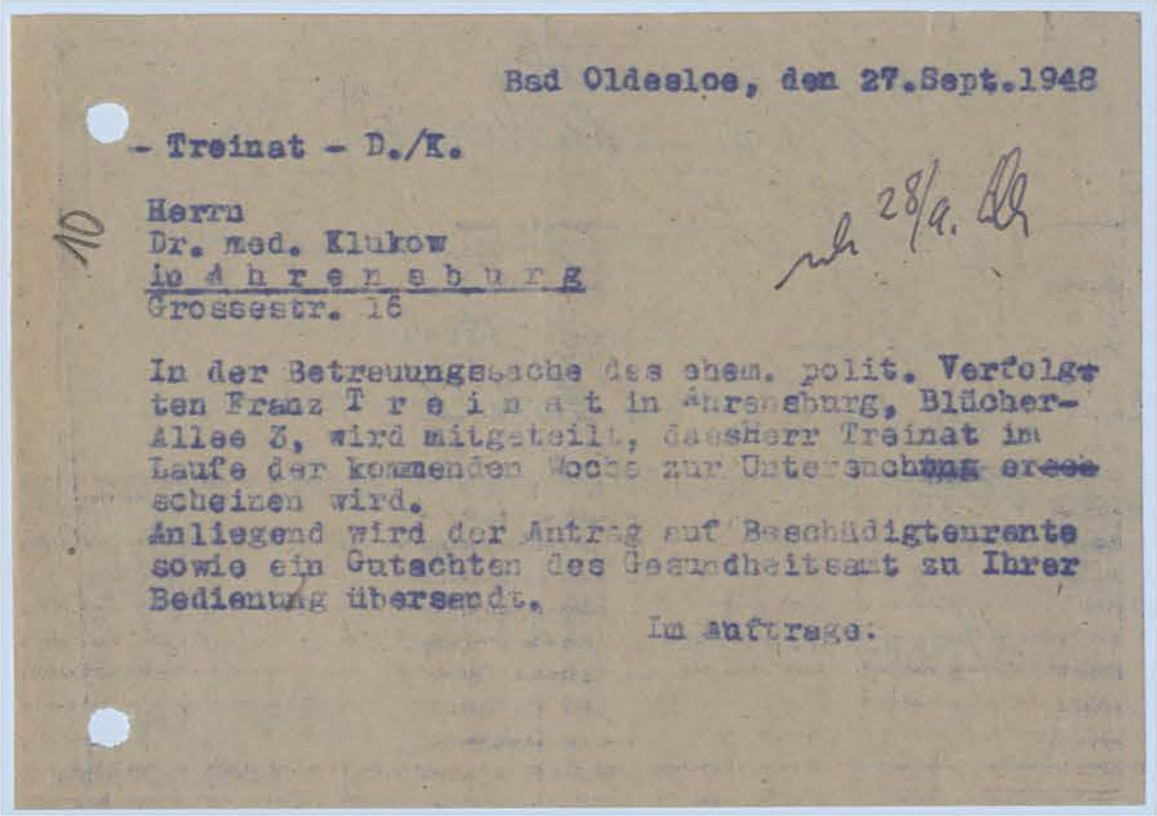 Bad Oldesloe, den 27.Sept.1948
- Treinat - D./K.
10
28/9.
Herrn
Dr. med. Klukow
in A h r e n s b u r g
Grossestr. 16
In der Betreuungssache des ehem. polit. Verfolg-
ten Franz T r e i n a t in Ahrensburg, Blücher-
Allee 3, wird mitgeteilt, dassHerr Treinat im
Laufe der kommenden Woche zur Untersuchung er
scheinen wird.
Anliegend wird der Antrag auf Beschädigtenrente
sowie ein Gutachten des Gesundheitsamt zu Ihrer
Bedienung übersandt.
Im Auftrage: